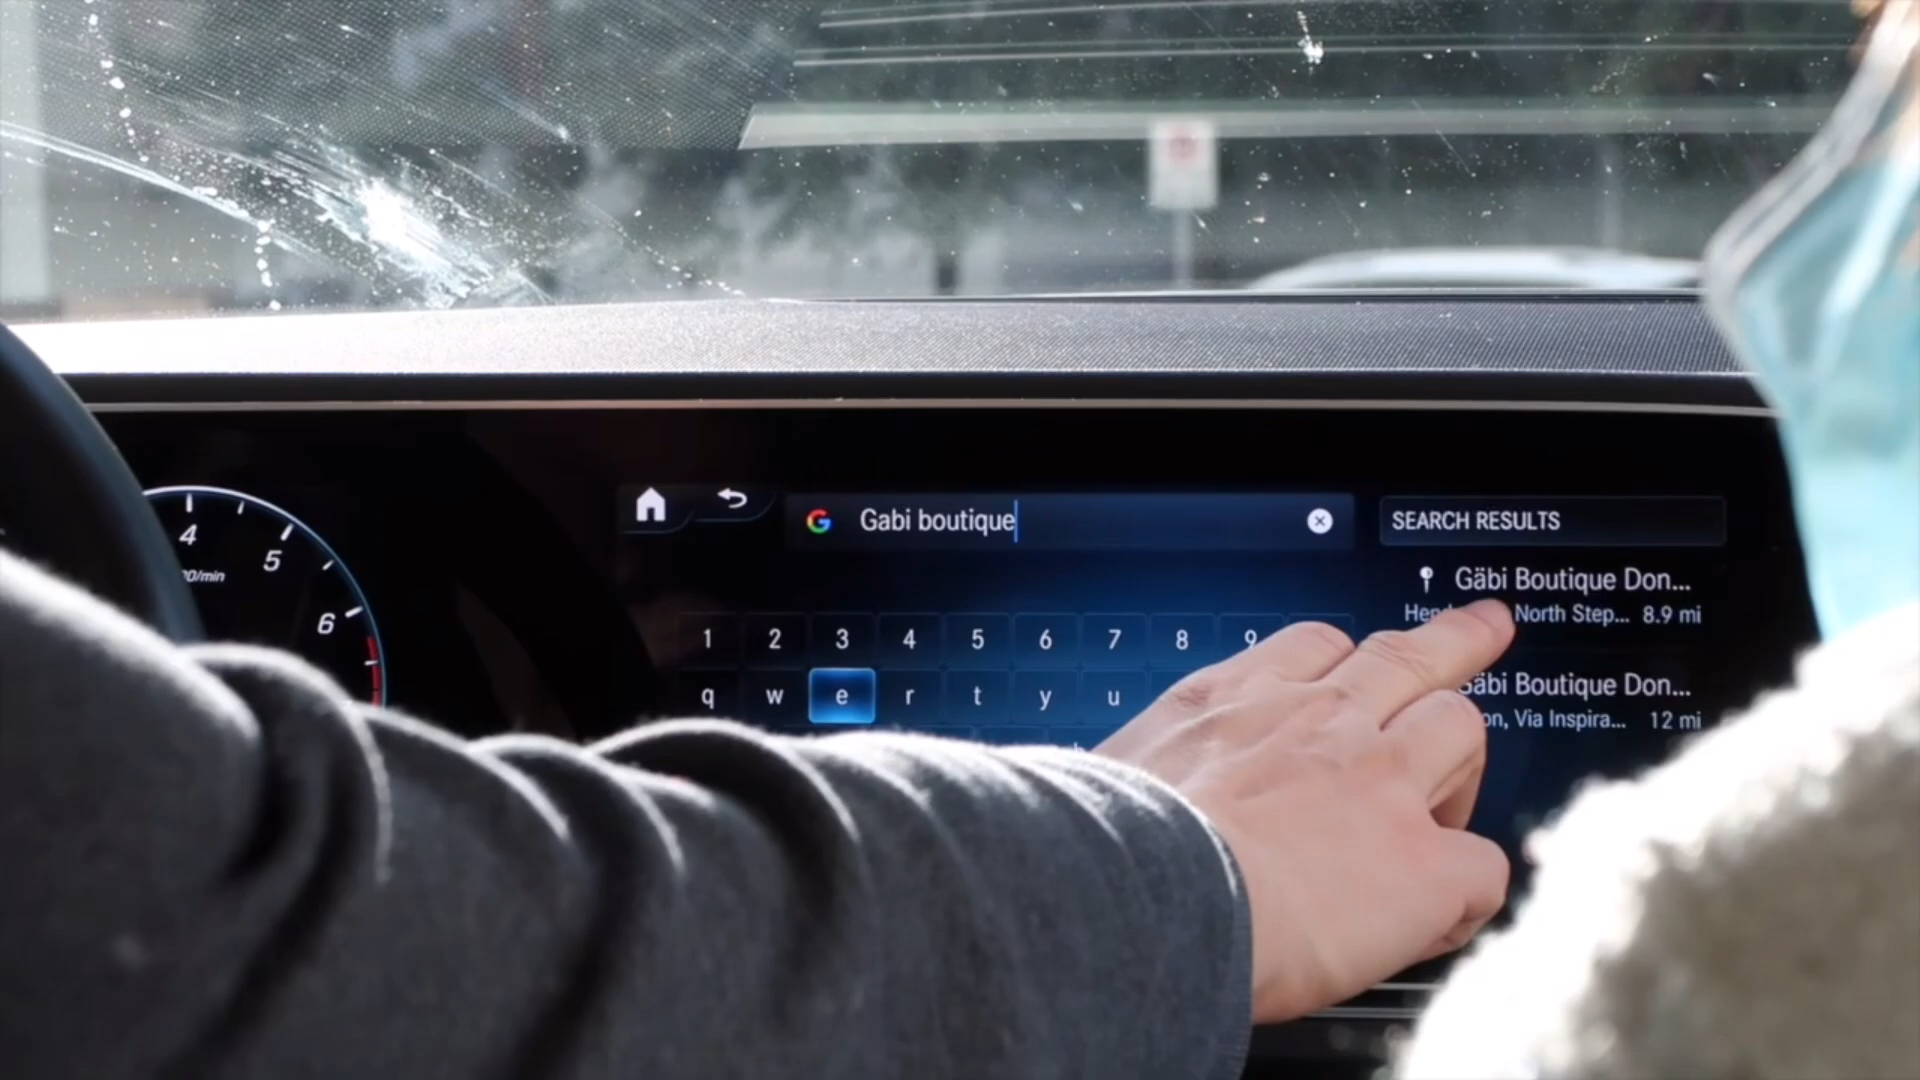 Gabi boutique
SEARCH RESULTS
Gäbi Boutique Don...
North Step... 8.9 mi
Gäbi Boutique Don...
Via Inspira... 12 mi
1 2 3 4 5 6 7 8 9
q w e r t y u
4
5
6